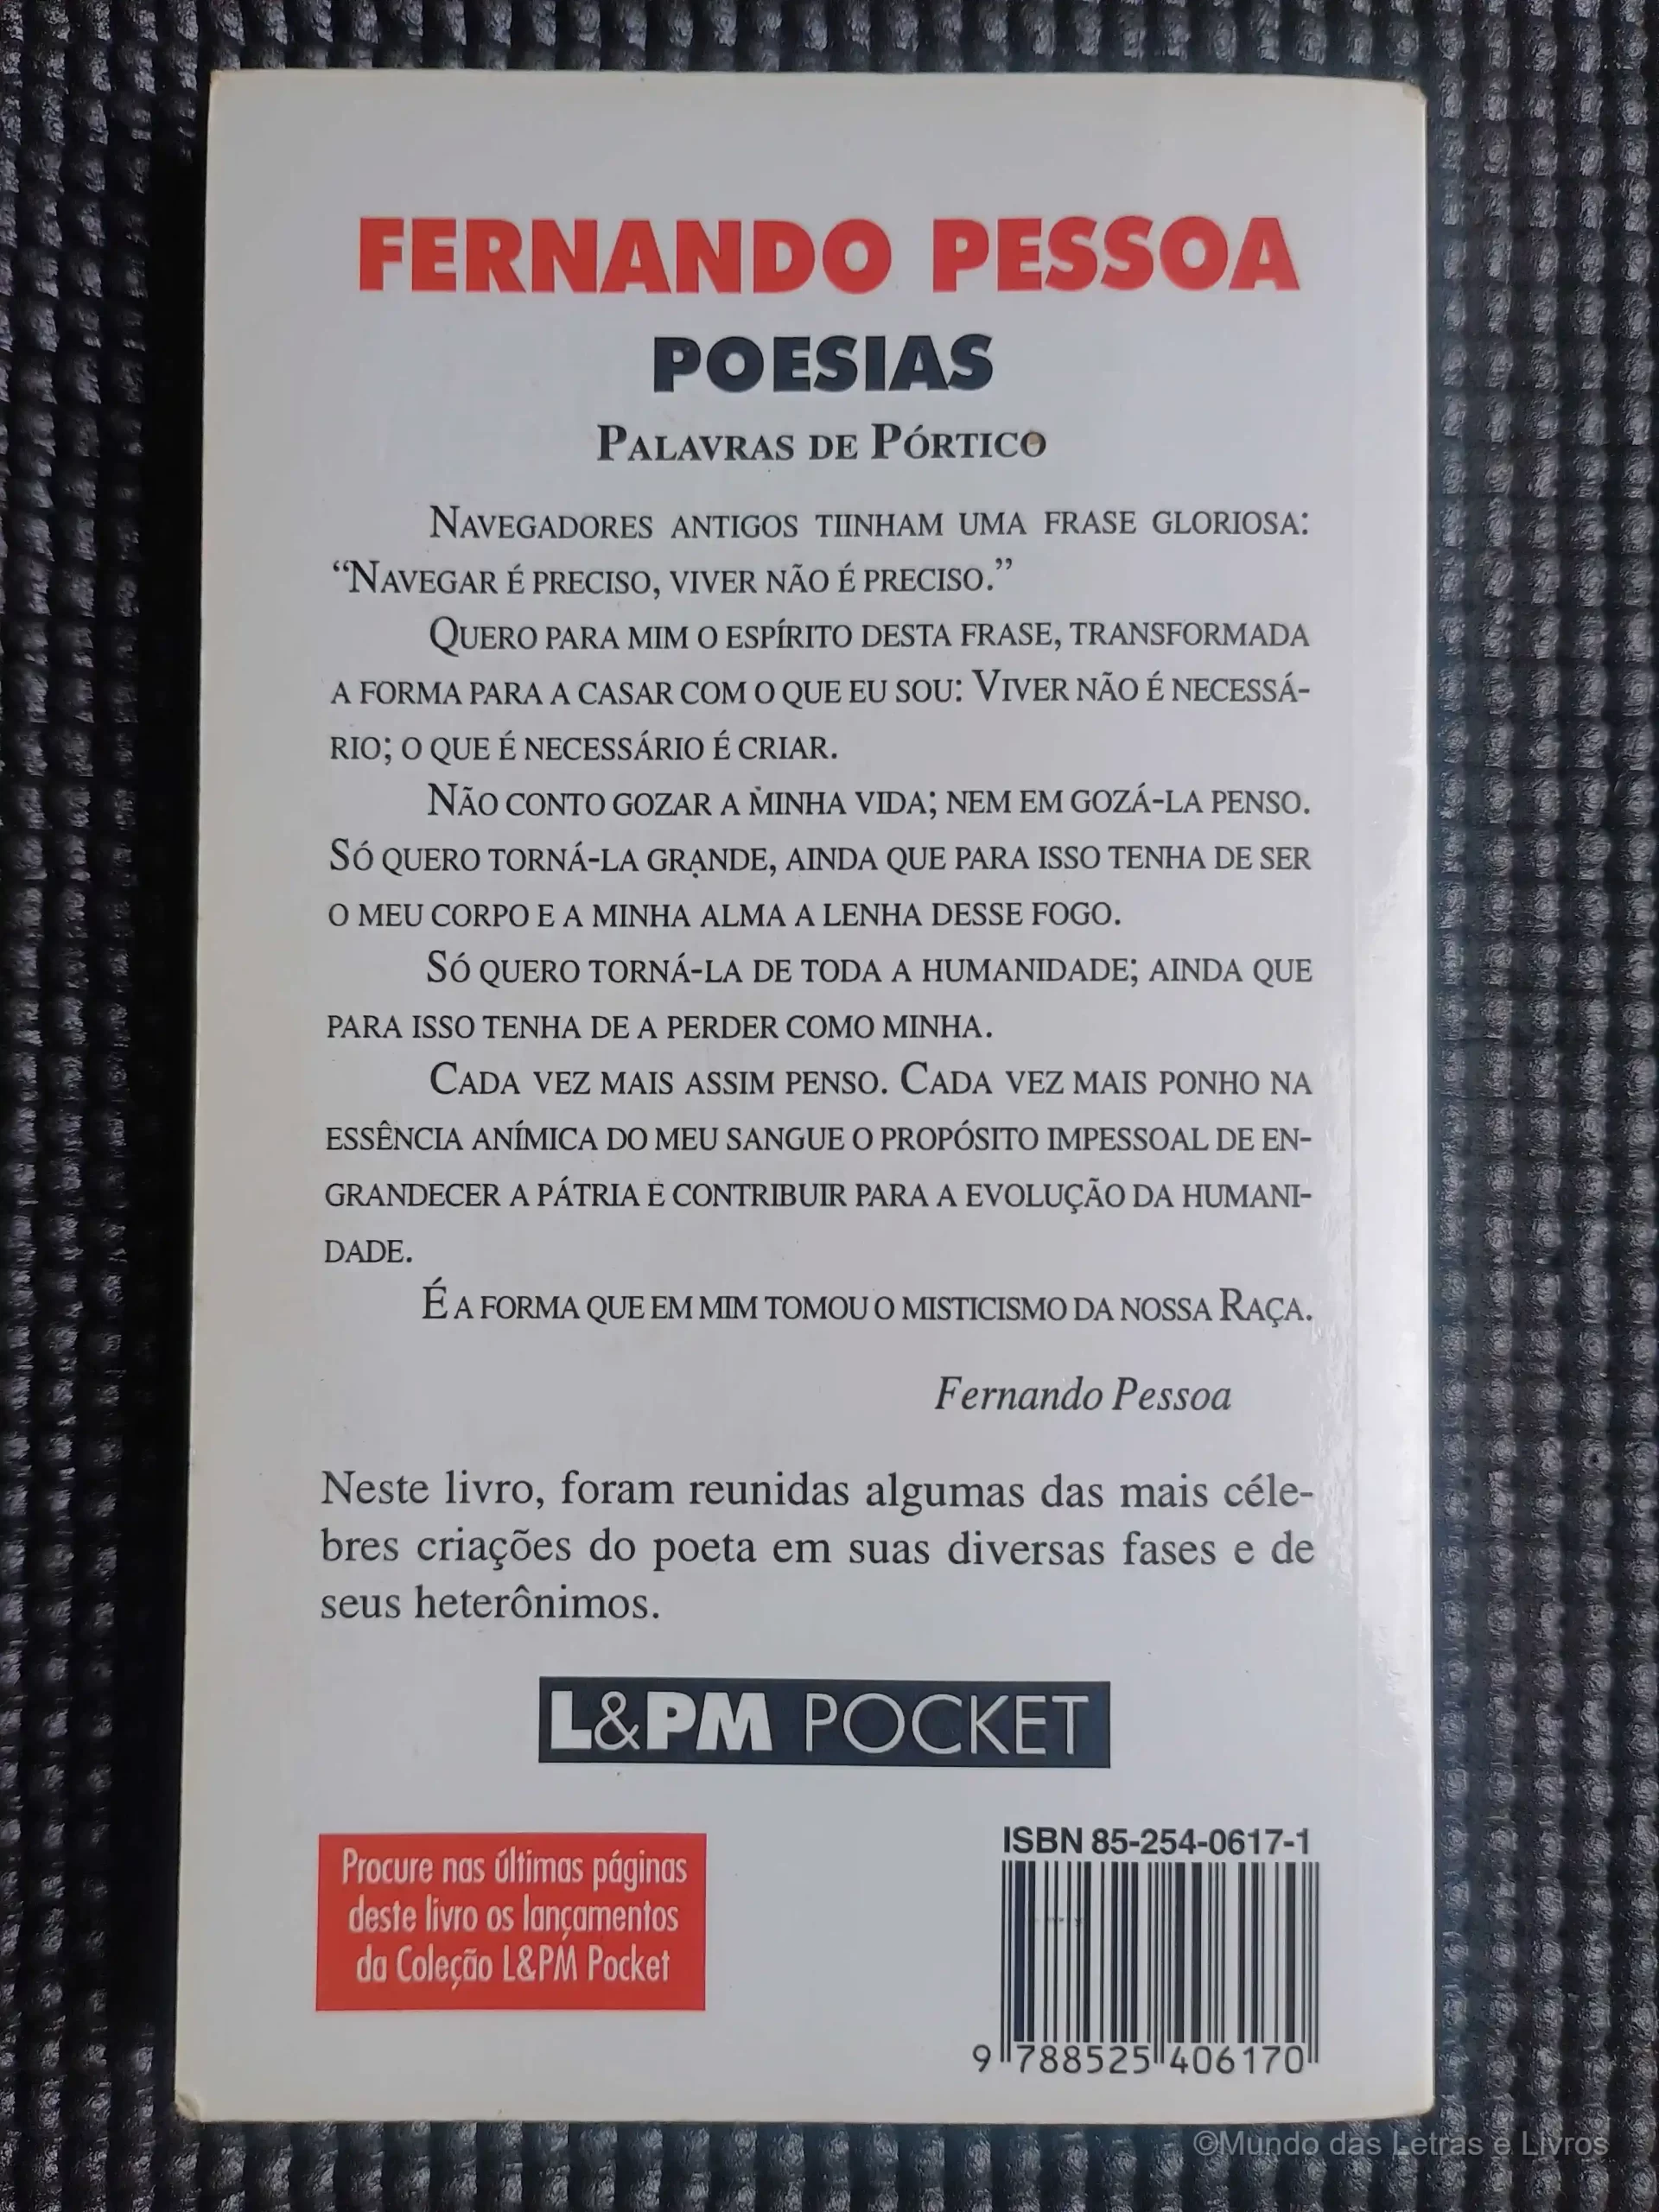 FERNANDO PESSOA
POESIAS
PALAVRAS DE PÓRTICO
NAVEGADORES ANTIGOS TIINHAM UMA FRASE GLORIOSA:
“NAVEGAR É PRECISO, VIVER NÃO É PRECISO.”
QUERO PARA MIM O ESPÍRITO DESTA FRASE, TRANSFORMADA
A FORMA PARA A CASAR COM O QUE EU SOU: VIVER NÃO É NECESSÁ-
RIO; O QUE É NECESSÁRIO É CRIAR.
NÃO CONTO GOZAR A MINHA VIDA; NEM EM GOZÁ-LA PENSO.
SÓ QUERO TORNÁ-LA GRANDE, AINDA QUE PARA ISSO TENHA DE SER
O MEU CORPO E A MINHA ALMA A LENHA DESSE FOGO.
SÓ QUERO TORNÁ-LA DE TODA A HUMANIDADE; AINDA QUE
PARA ISSO TENHA DE A PERDER COMO MINHA.
CADA VEZ MAIS ASSIM PENSO. CADA VEZ MAIS PONHO NA
ESSÊNCIA ANÍMICA DO MEU SANGUE O PROPÓSITO IMPESSOAL DE EN-
GRANDECER A PÁTRIA E CONTRIBUIR PARA A EVOLUÇÃO DA HUMANI-
DADE.
É A FORMA QUE EM MIM TOMOU O MISTICISMO DA NOSSA RAÇA.
Fernando Pessoa
Neste livro, foram reunidas algumas das mais céle-
bres criações do poeta em suas diversas fases e de
seus heterônimos.
L&PM POCKET
Procure nas últimas páginas
deste livro os lançamentos
da Coleção L&PM Pocket
ISBN 85-254-0617-1
9 788525 406170
©Mundo das Letras e Livros